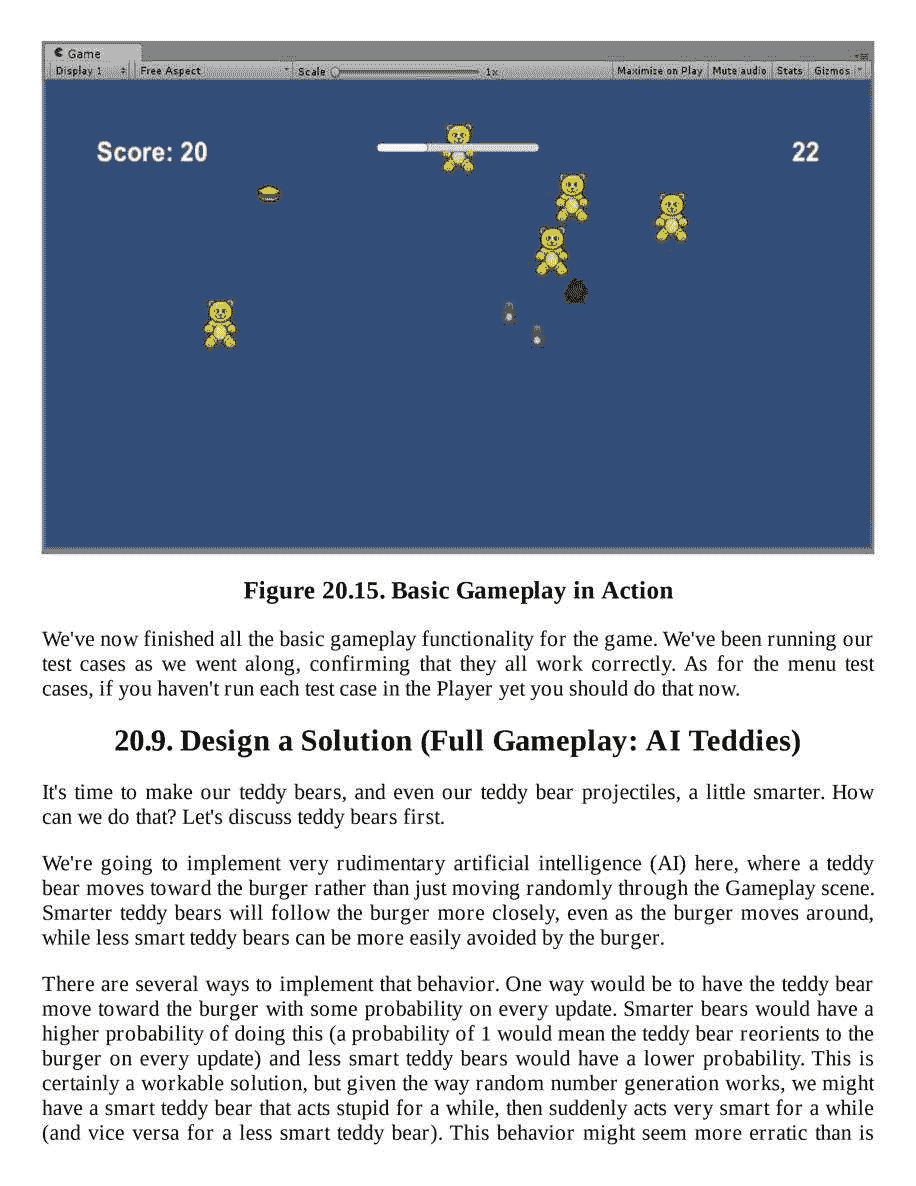 Game
Display 1 Free Aspect Scale 1x Maximize on Play Mute audio Stats Gizmos
Score: 20 22
Figure 20.15. Basic Gameplay in Action
We've now finished all the basic gameplay functionality for the game. We've been running our
test cases as we went along, confirming that they all work correctly. As for the menu test
cases, if you haven't run each test case in the Player yet you should do that now.
20.9. Design a Solution (Full Gameplay: AI Teddies)
It's time to make our teddy bears, and even our teddy bear projectiles, a little smarter. How
can we do that? Let's discuss teddy bears first.
We're going to implement very rudimentary artificial intelligence (AI) here, where a teddy
bear moves toward the burger rather than just moving randomly through the Gameplay scene.
Smarter teddy bears will follow the burger more closely, even as the burger moves around,
while less smart teddy bears can be more easily avoided by the burger.
There are several ways to implement that behavior. One way would be to have the teddy bear
move toward the burger with some probability on every update. Smarter bears would have a
higher probability of doing this (a probability of 1 would mean the teddy bear reorients to the
burger on every update) and less smart teddy bears would have a lower probability. This is
certainly a workable solution, but given the way random number generation works, we might
have a smart teddy bear that acts stupid for a while, then suddenly acts very smart for a while
(and vice versa for a less smart teddy bear). This behavior might seem more erratic than is